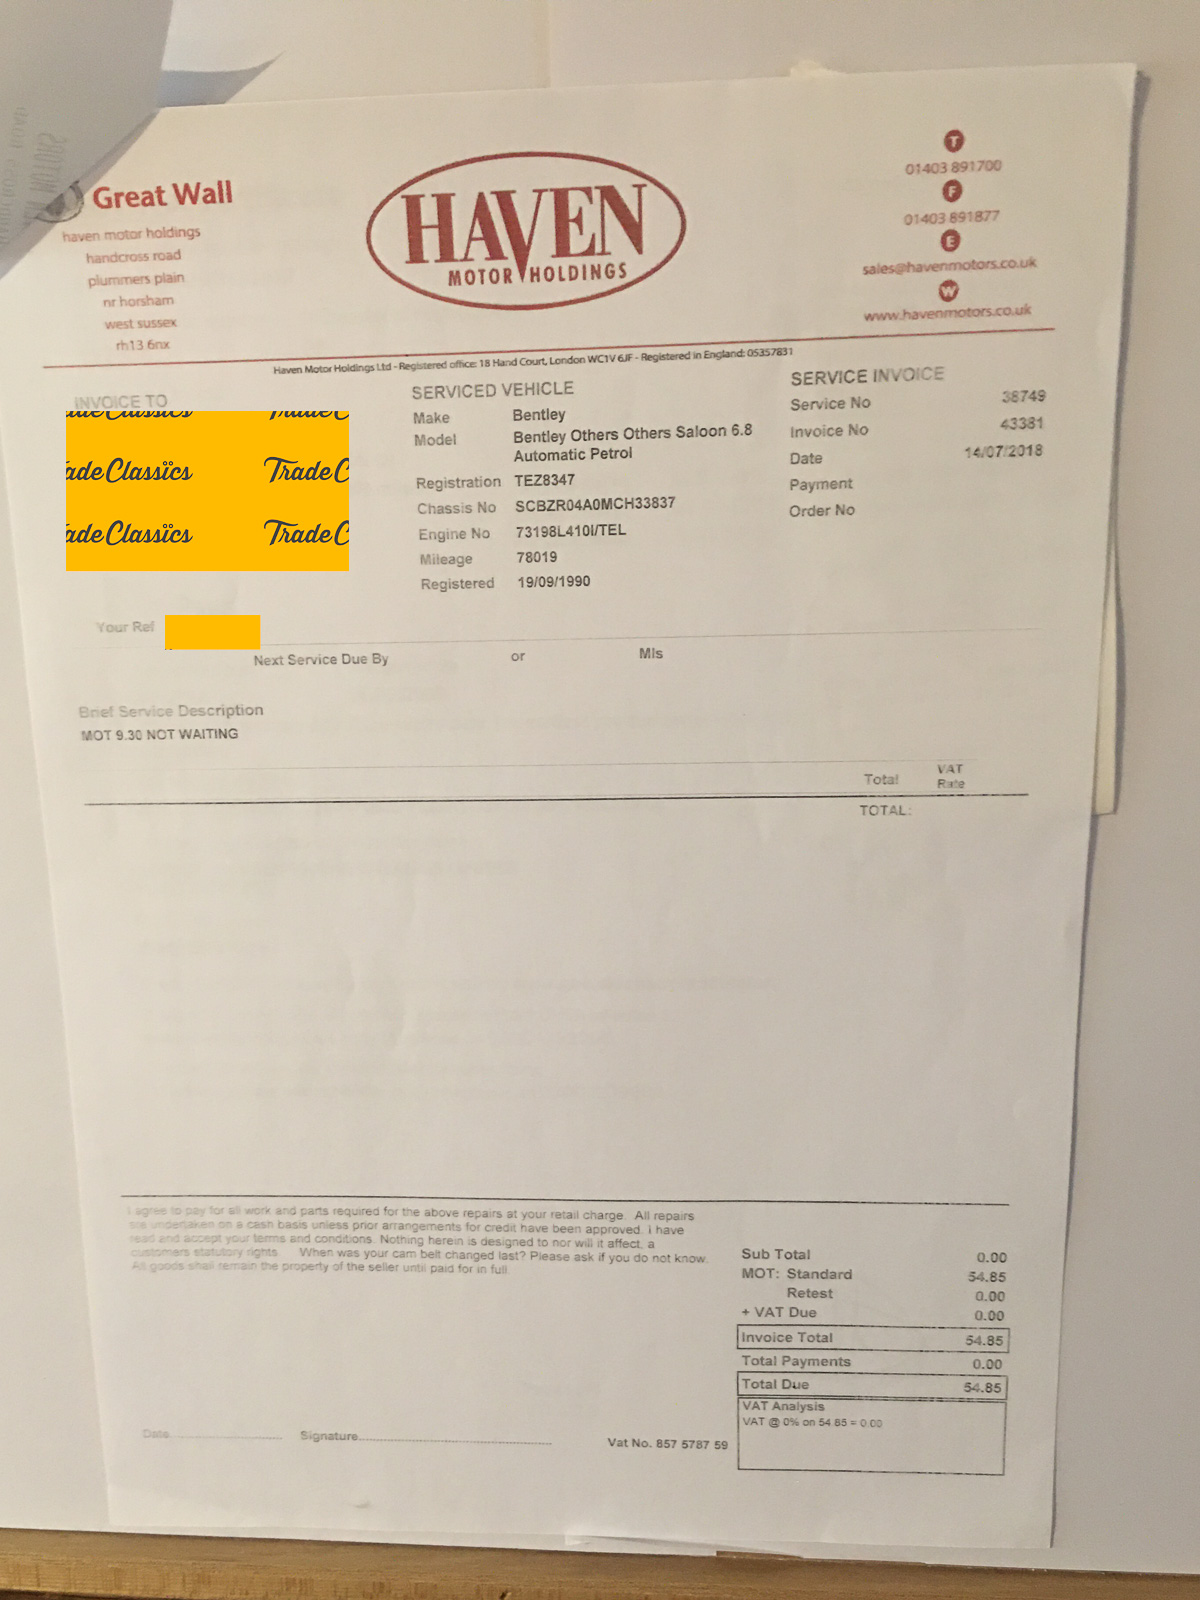 Great Wall
haven motor holdings
handcross road
plummers plain
nr horsham
west sussex
rh13 6nx
HAVEN
MOTOR HOLDINGS
T
01403 891700
F
01403 891877
E
sales@havenmotors.co.uk
W
www.havenmotors.co.uk
Haven Motor Holdings Ltd - Registered office: 18 Hand Court, London WC1V 6JF - Registered in England: 05357831
INVOICE TO
ade Classics Trade C
ade Classics Trade C
SERVICED VEHICLE
Make Bentley
Model Bentley Others Others Saloon 6.8
Automatic Petrol
Registration TEZ8347
Chassis No SCBZR04A0MCH33837
Engine No 73198L410I/TEL
Mileage 78019
Registered 19/09/1990
SERVICE INVOICE
Service No 38749
Invoice No 43381
Date 14/07/2018
Payment
Order No
Your Ref
Next Service Due By or Mls
Brief Service Description
MOT 9.30 NOT WAITING
Total VAT
Rate
TOTAL:
I agree to pay for all work and parts required for the above repairs at your retail charge. All repairs
are undertaken on a cash basis unless prior arrangements for credit have been approved. I have
read and accept your terms and conditions. Nothing herein is designed to nor will it affect, a
customers statutory rights. When was your cam belt changed last? Please ask if you do not know.
All goods shall remain the property of the seller until paid for in full.
Sub Total 0.00
MOT: Standard 54.85
Retest 0.00
+ VAT Due 0.00
Invoice Total 54.85
Total Payments 0.00
Total Due 54.85
VAT Analysis
VAT @ 0% on 54.85 = 0.00
Date Signature
Vat No. 857 5787 59